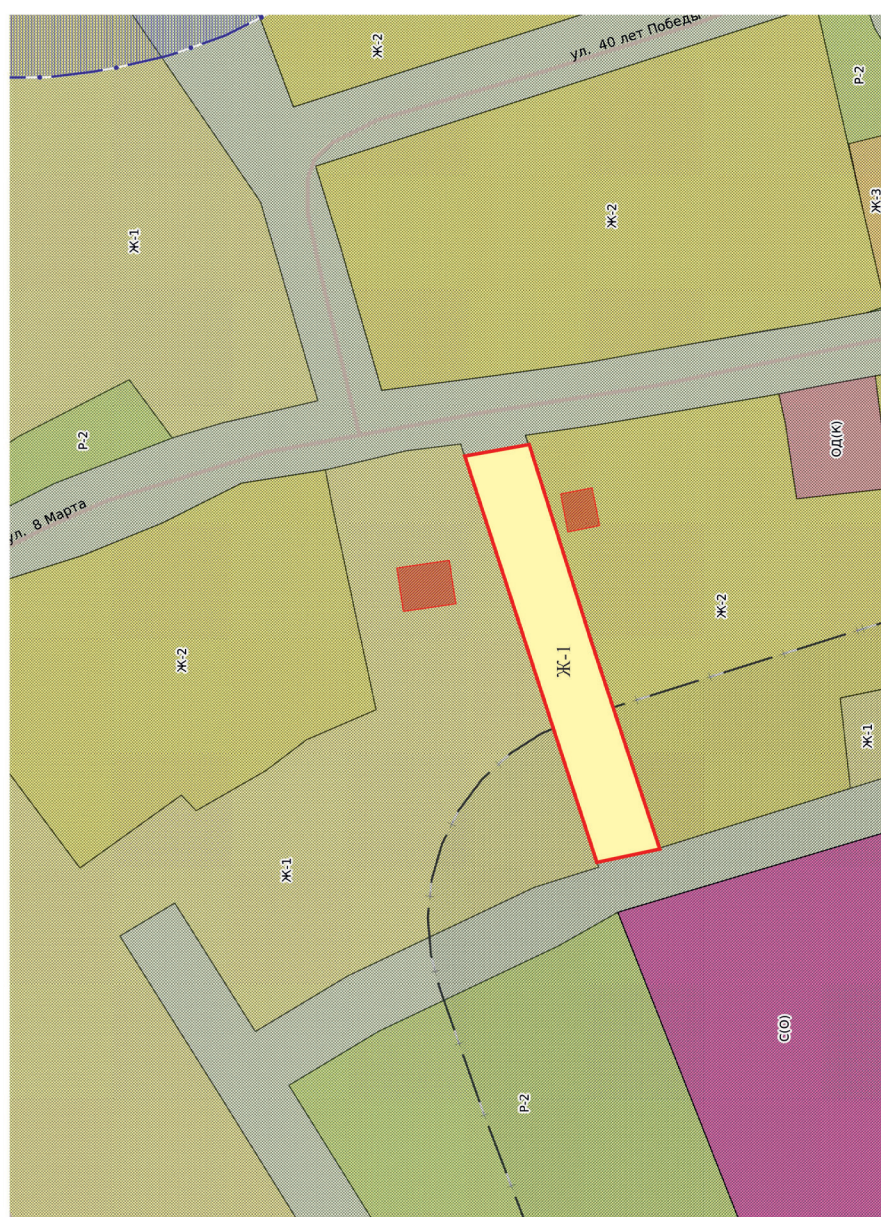 Ж-2
ул. 40 лет Победы
Р-2
Ж-3
Ж-2
Ж-1
Р-2
ОД(К)
ул. 8 Марта
Ж-2
Ж-2
Ж-1
Ж-1
Ж-1
С(О)
Р-2